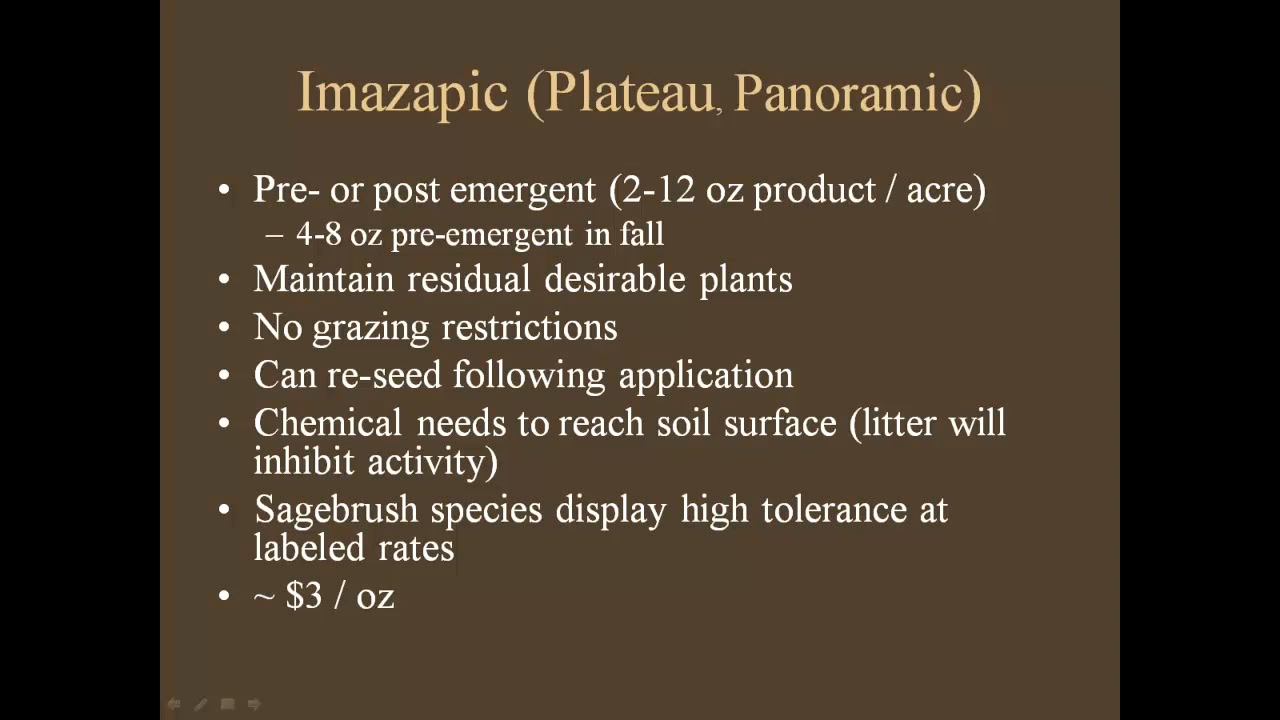 Imazapic (Plateau, Panoramic)
• Pre- or post emergent (2-12 oz product / acre)
– 4-8 oz pre-emergent in fall
• Maintain residual desirable plants
• No grazing restrictions
• Can re-seed following application
• Chemical needs to reach soil surface (litter will
inhibit activity)
• Sagebrush species display high tolerance at
labeled rates
• ~ $3 / oz